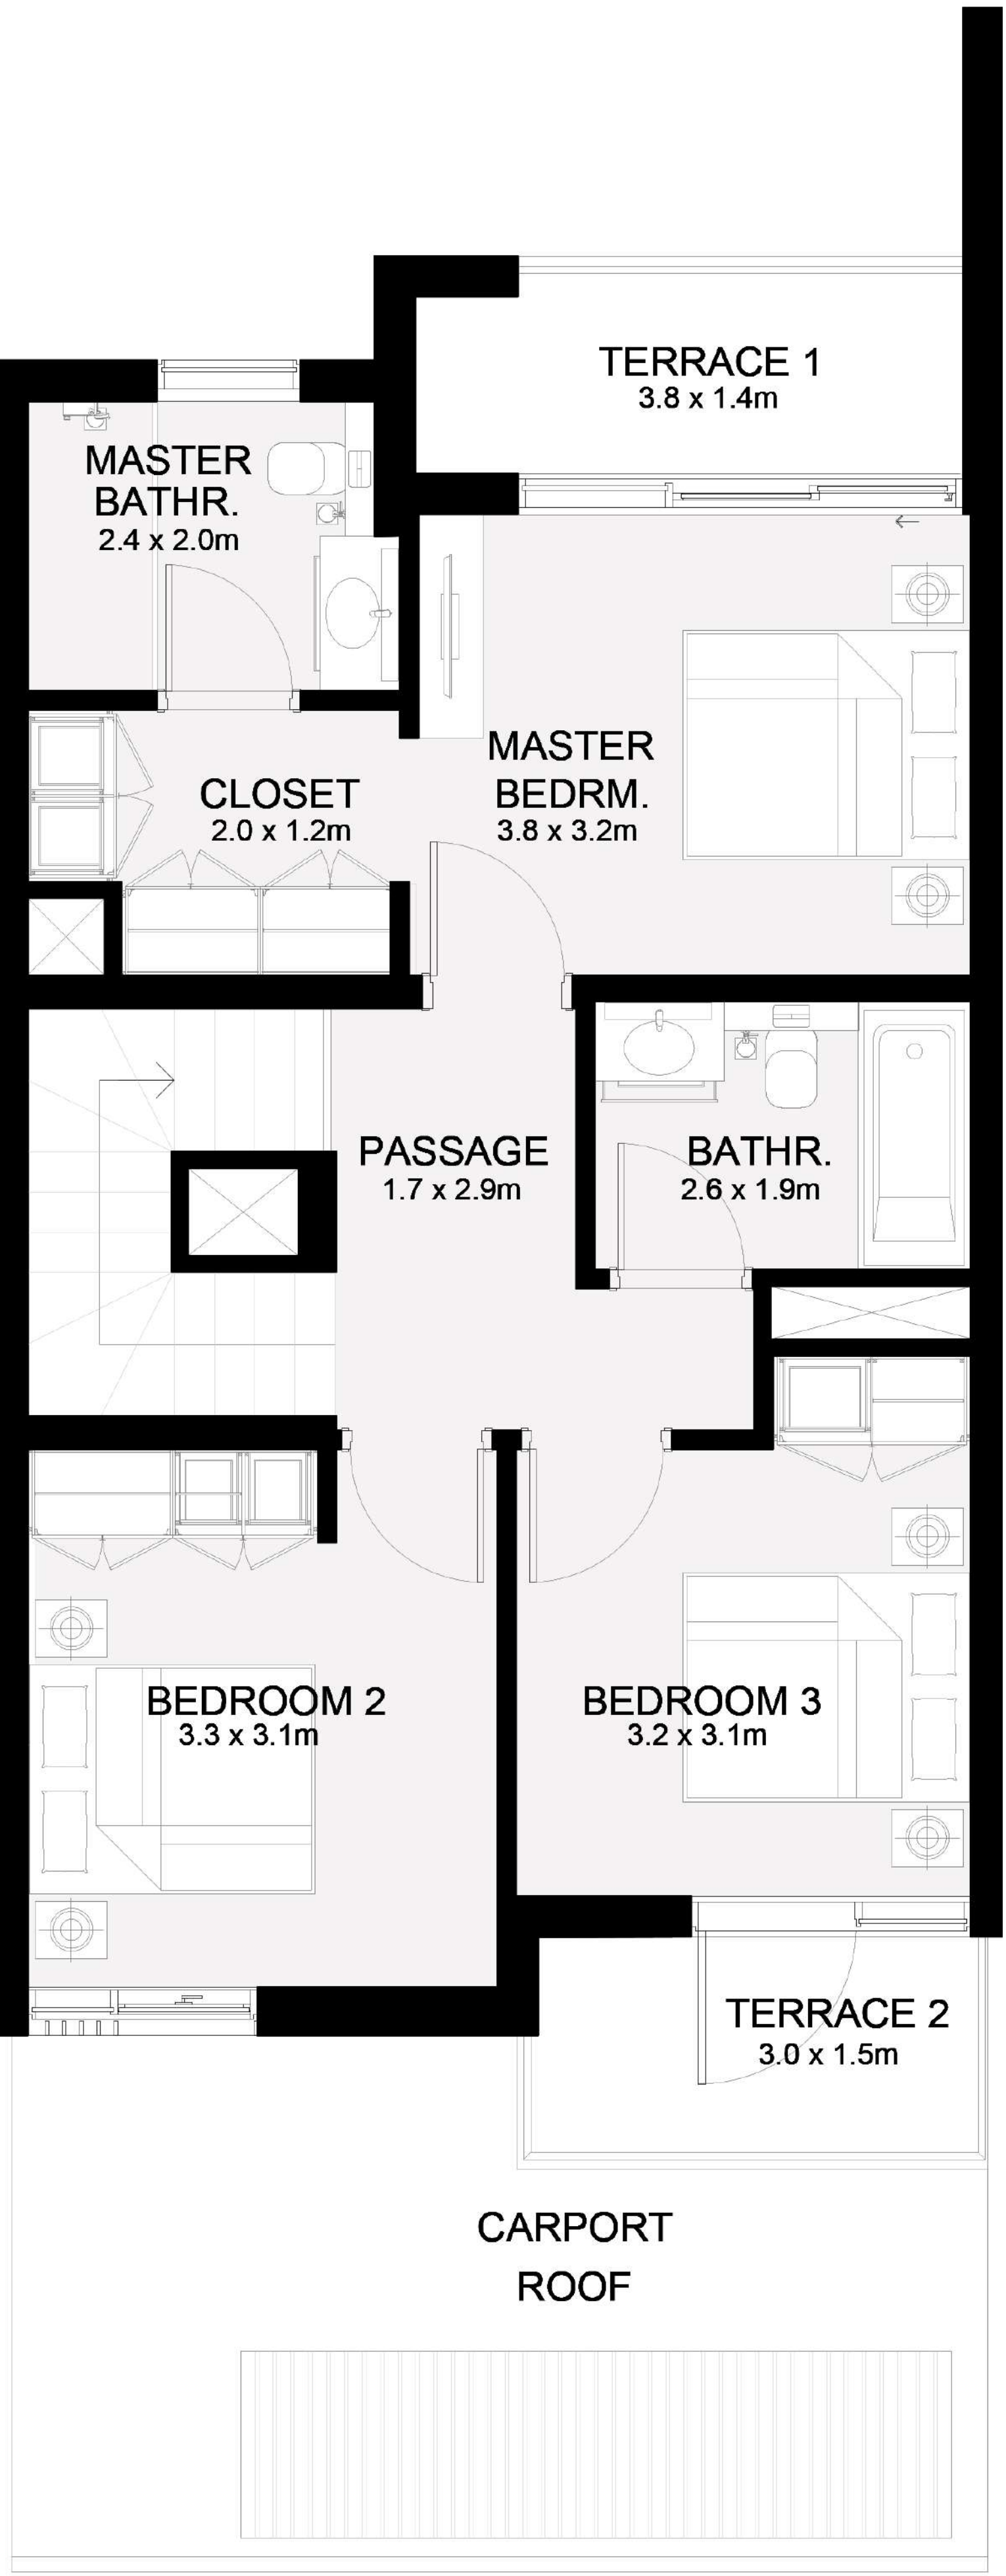 TERRACE 1
3.8 x 1.4m
MASTER
BATHR.
2.4 x 2.0m
MASTER
BEDRM.
3.8 x 3.2m
CLOSET
2.0 x 1.2m
PASSAGE
1.7 x 2.9m
BATHR.
2.6 x 1.9m
BEDROOM 2
3.3 x 3.1m
BEDROOM 3
3.2 x 3.1m
TERRACE 2
3.0 x 1.5m
CARPORT
ROOF